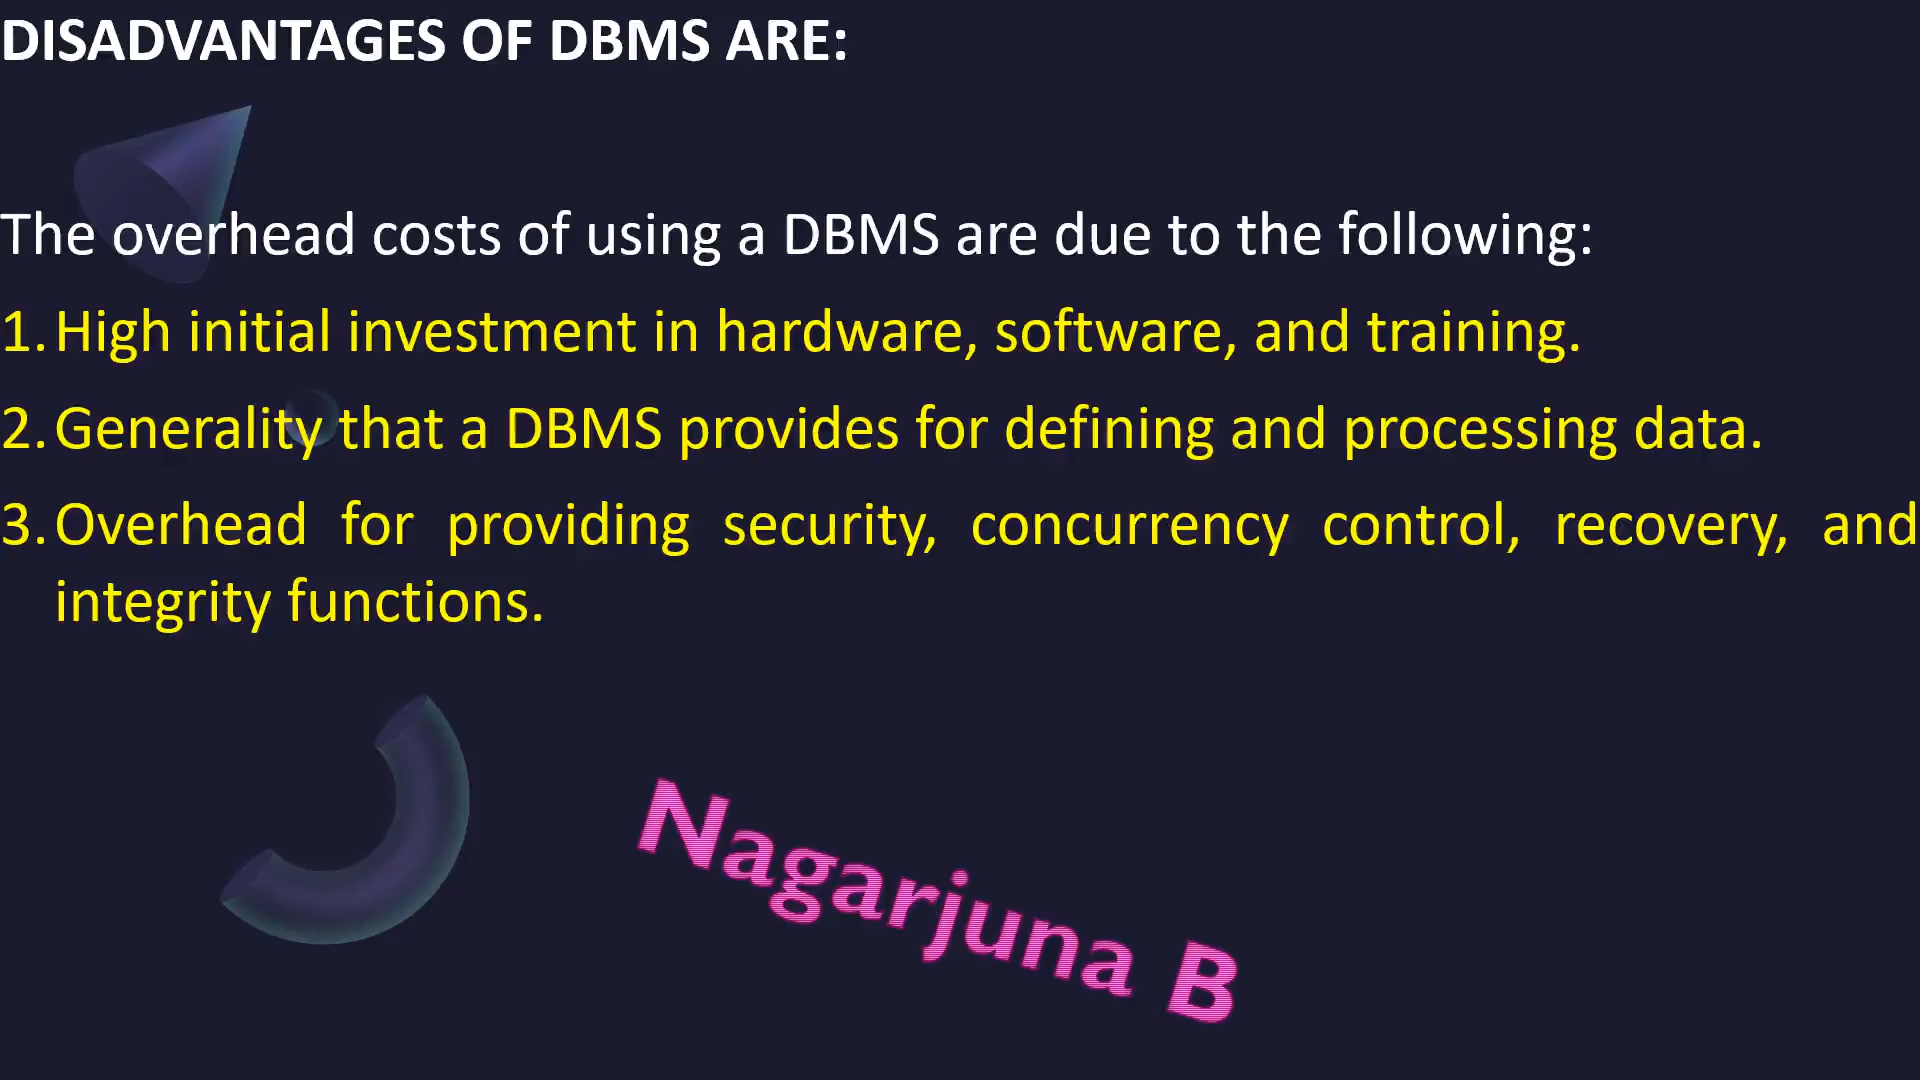 DISADVANTAGES OF DBMS ARE:
The overhead costs of using a DBMS are due to the following:
1. High initial investment in hardware, software, and training.
2. Generality that a DBMS provides for defining and processing data.
3. Overhead for providing security, concurrency control, recovery, and
integrity functions.
Nagarjuna B